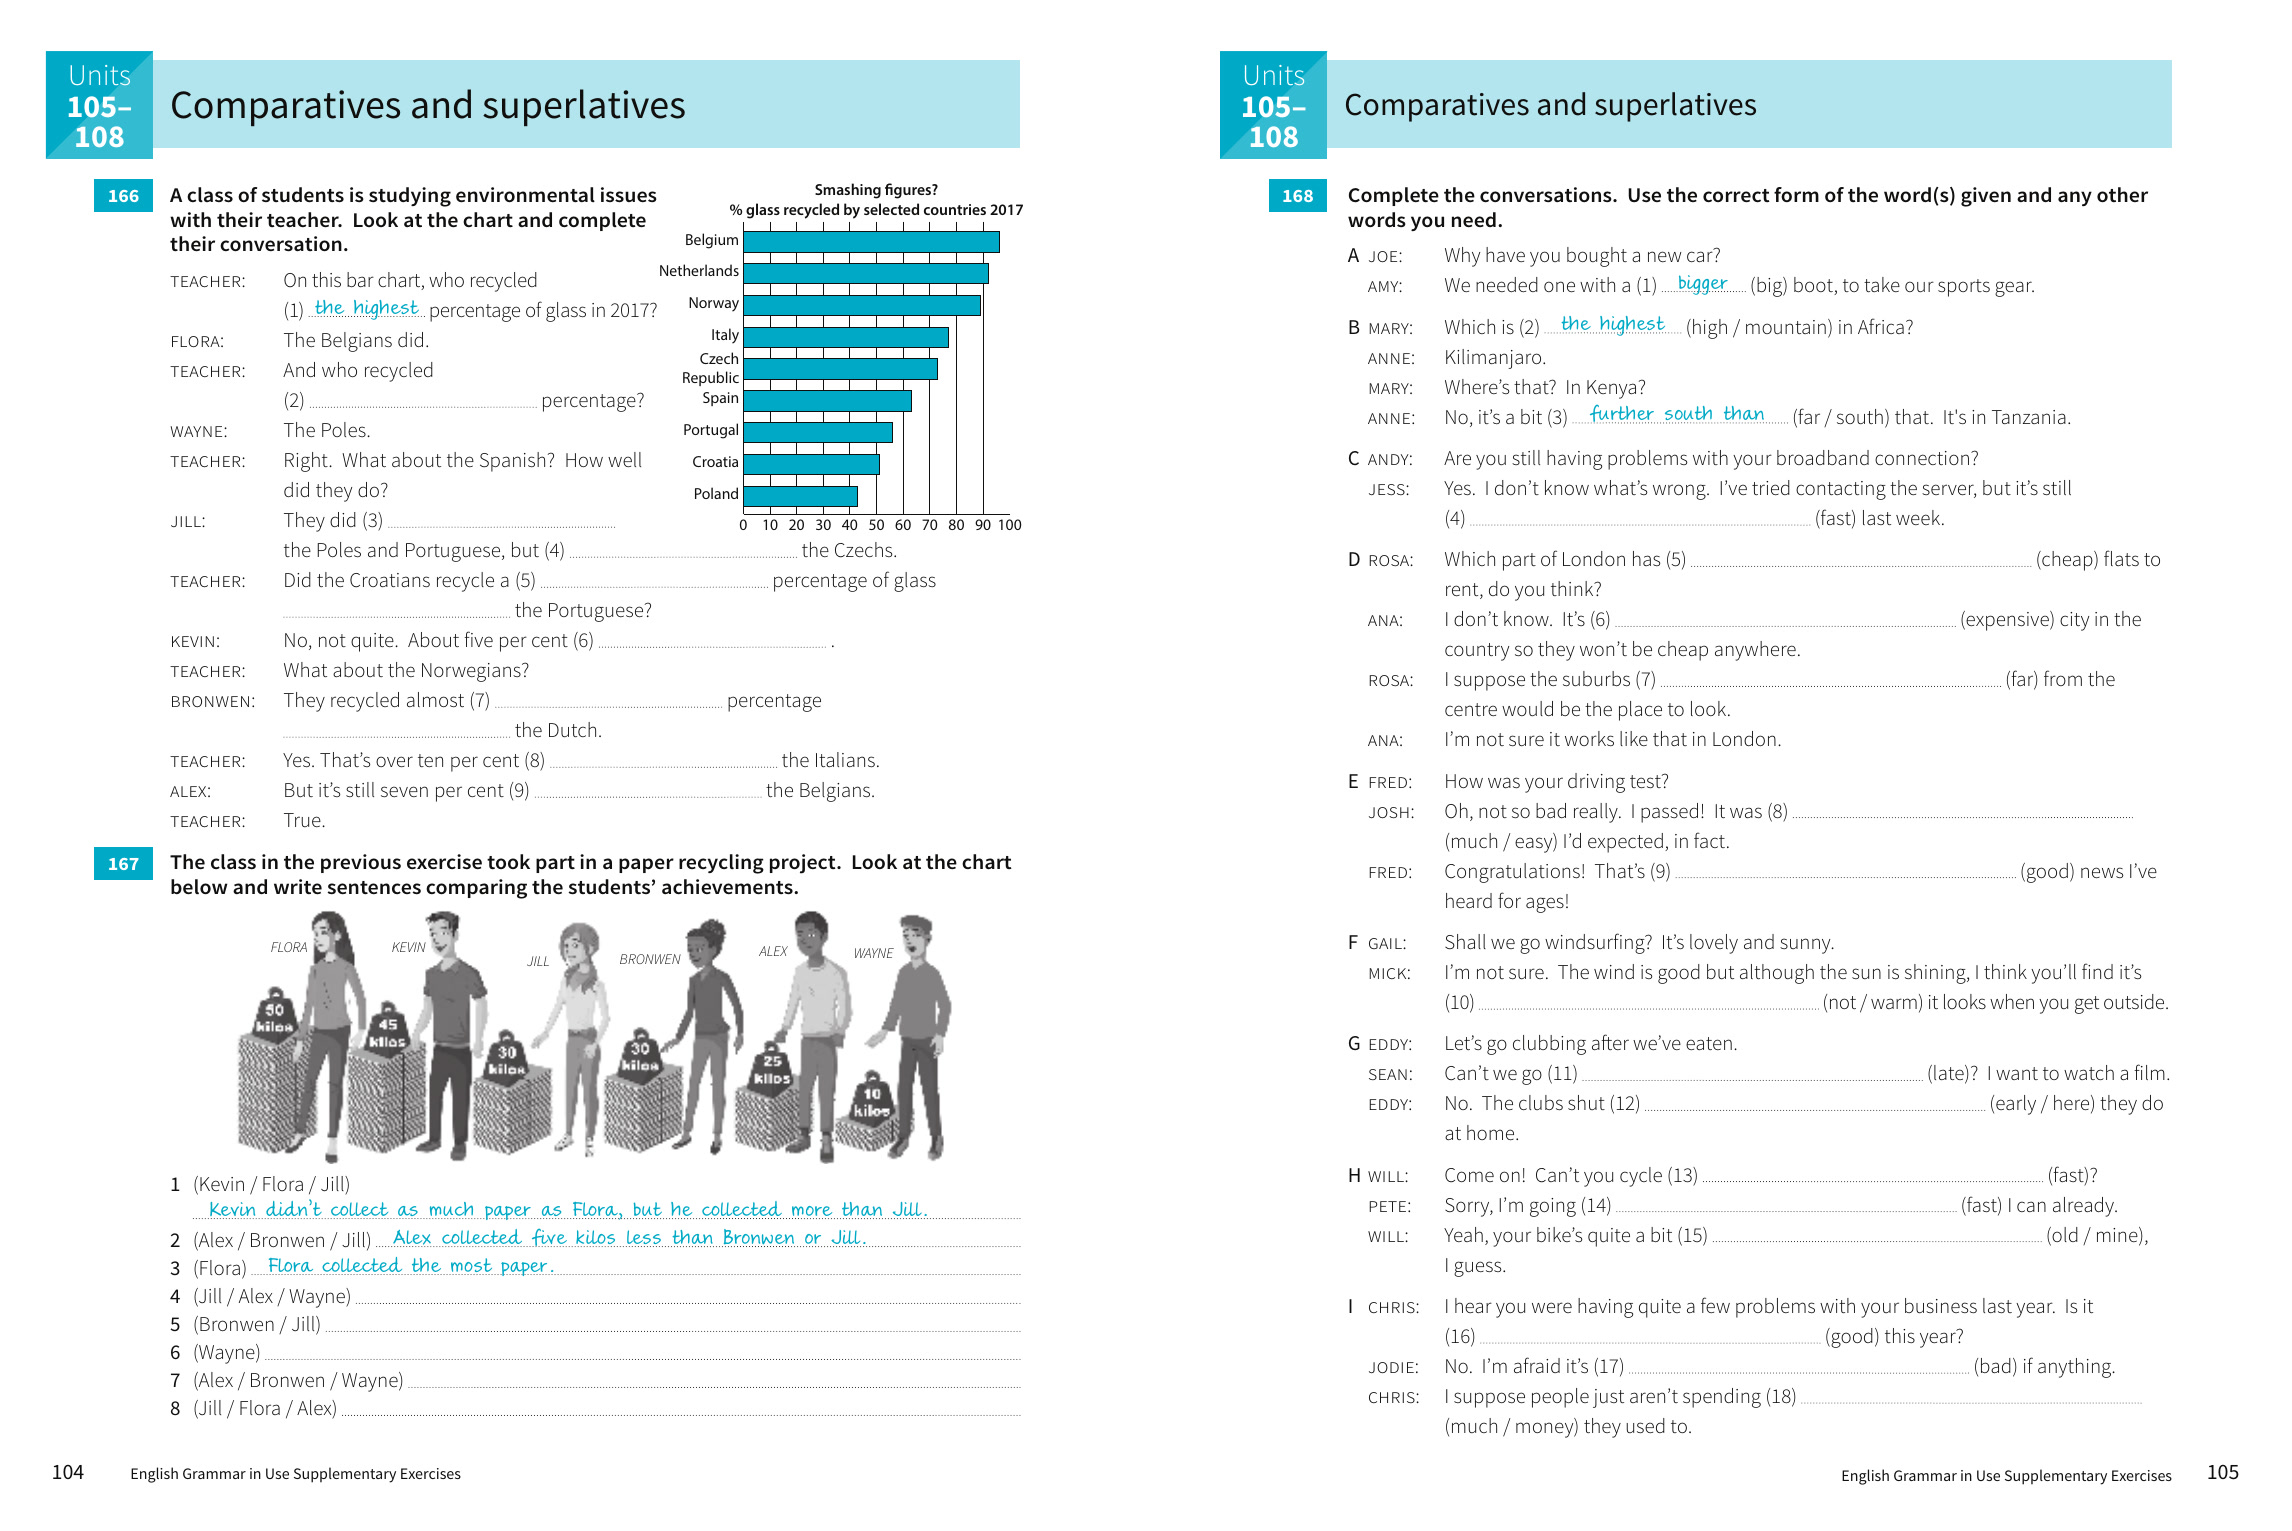 Units
105–
108
Comparatives and superlatives
166
A class of students is studying environmental issues
with their teacher. Look at the chart and complete
their conversation.
Smashing figures?
% glass recycled by selected countries 2017
Belgium
Netherlands
Norway
Italy
Czech
Republic
Spain
Portugal
Croatia
Poland
0 10 20 30 40 50 60 70 80 90 100
TEACHER: On this bar chart, who recycled
(1) the highest percentage of glass in 2017?
FLORA: The Belgians did.
TEACHER: And who recycled
(2) percentage?
WAYNE: The Poles.
TEACHER: Right. What about the Spanish? How well
did they do?
JILL: They did (3)
the Poles and Portuguese, but (4) the Czechs.
TEACHER: Did the Croatians recycle a (5) percentage of glass
the Portuguese?
KEVIN: No, not quite. About five per cent (6) .
TEACHER: What about the Norwegians?
BRONWEN: They recycled almost (7) percentage
the Dutch.
TEACHER: Yes. That's over ten per cent (8) the Italians.
ALEX: But it's still seven per cent (9) the Belgians.
TEACHER: True.
167
The class in the previous exercise took part in a paper recycling project. Look at the chart
below and write sentences comparing the students' achievements.
FLORA
KEVIN
JILL
BRONWEN
ALEX
WAYNE
50
kilos
45
kilos
30
kilos
30
kilos
25
kilos
10
kilos
1 (Kevin / Flora / Jill)
Kevin didn't collect as much paper as Flora, but he collected more than Jill.
2 (Alex / Bronwen / Jill) Alex collected five kilos less than Bronwen or Jill.
3 (Flora) Flora collected the most paper.
4 (Jill / Alex / Wayne)
5 (Bronwen / Jill)
6 (Wayne)
7 (Alex / Bronwen / Wayne)
8 (Jill / Flora / Alex)
104 English Grammar in Use Supplementary Exercises
Units
105–
108
Comparatives and superlatives
168
Complete the conversations. Use the correct form of the word(s) given and any other
words you need.
A JOE: Why have you bought a new car?
AMY: We needed one with a (1) bigger (big) boot, to take our sports gear.
B MARY: Which is (2) the highest (high / mountain) in Africa?
ANNE: Kilimanjaro.
MARY: Where's that? In Kenya?
ANNE: No, it's a bit (3) further south than (far / south) that. It's in Tanzania.
C ANDY: Are you still having problems with your broadband connection?
JESS: Yes. I don't know what's wrong. I've tried contacting the server, but it's still
(4) (fast) last week.
D ROSA: Which part of London has (5) (cheap) flats to
rent, do you think?
ANA: I don't know. It's (6) (expensive) city in the
country so they won't be cheap anywhere.
ROSA: I suppose the suburbs (7) (far) from the
centre would be the place to look.
ANA: I'm not sure it works like that in London.
E FRED: How was your driving test?
JOSH: Oh, not so bad really. I passed! It was (8)
(much / easy) I'd expected, in fact.
FRED: Congratulations! That's (9) (good) news I've
heard for ages!
F GAIL: Shall we go windsurfing? It's lovely and sunny.
MICK: I'm not sure. The wind is good but although the sun is shining, I think you'll find it's
(10) (not / warm) it looks when you get outside.
G EDDY: Let's go clubbing after we've eaten.
SEAN: Can't we go (11) (late)? I want to watch a film.
EDDY: No. The clubs shut (12) (early / here) they do
at home.
H WILL: Come on! Can't you cycle (13) (fast)?
PETE: Sorry, I'm going (14) (fast) I can already.
WILL: Yeah, your bike's quite a bit (15) (old / mine),
I guess.
I CHRIS: I hear you were having quite a few problems with your business last year. Is it
(16) (good) this year?
JODIE: No. I'm afraid it's (17) (bad) if anything.
CHRIS: I suppose people just aren't spending (18)
(much / money) they used to.
English Grammar in Use Supplementary Exercises 105